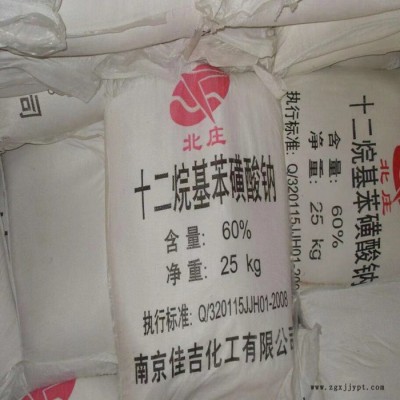 北庄
十二烷基苯磺酸钠
含量: 60%
净重: 25 kg
执行标准: Q/320115JJH01-2008
南京佳吉化工有限公
司
北庄
十二烷基苯磺酸钠
含量: 60%
净重: 25 kg
执行标准: Q/320115JJH01-
www.zgxjjypt.com